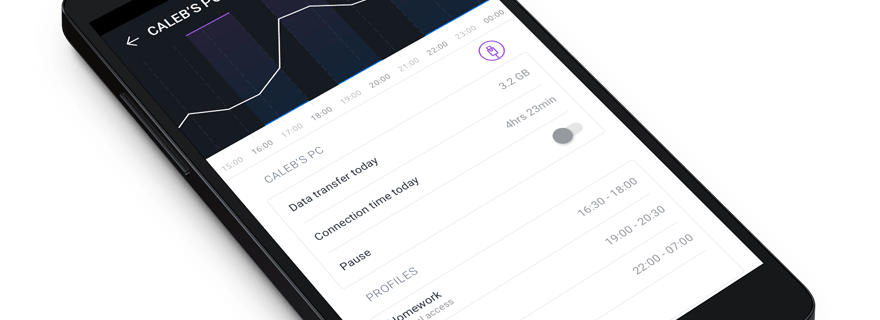 CALEB'S PC
15:00 16:00 17:00 18:00 19:00 20:00 21:00 22:00 23:00 00:00
CALEB'S PC
Data transfer today 3.2 GB
Connection time today 4hrs 23min
Pause
PROFILES
Homework 16:30 - 18:00
access
19:00 - 20:30
22:00 - 07:00